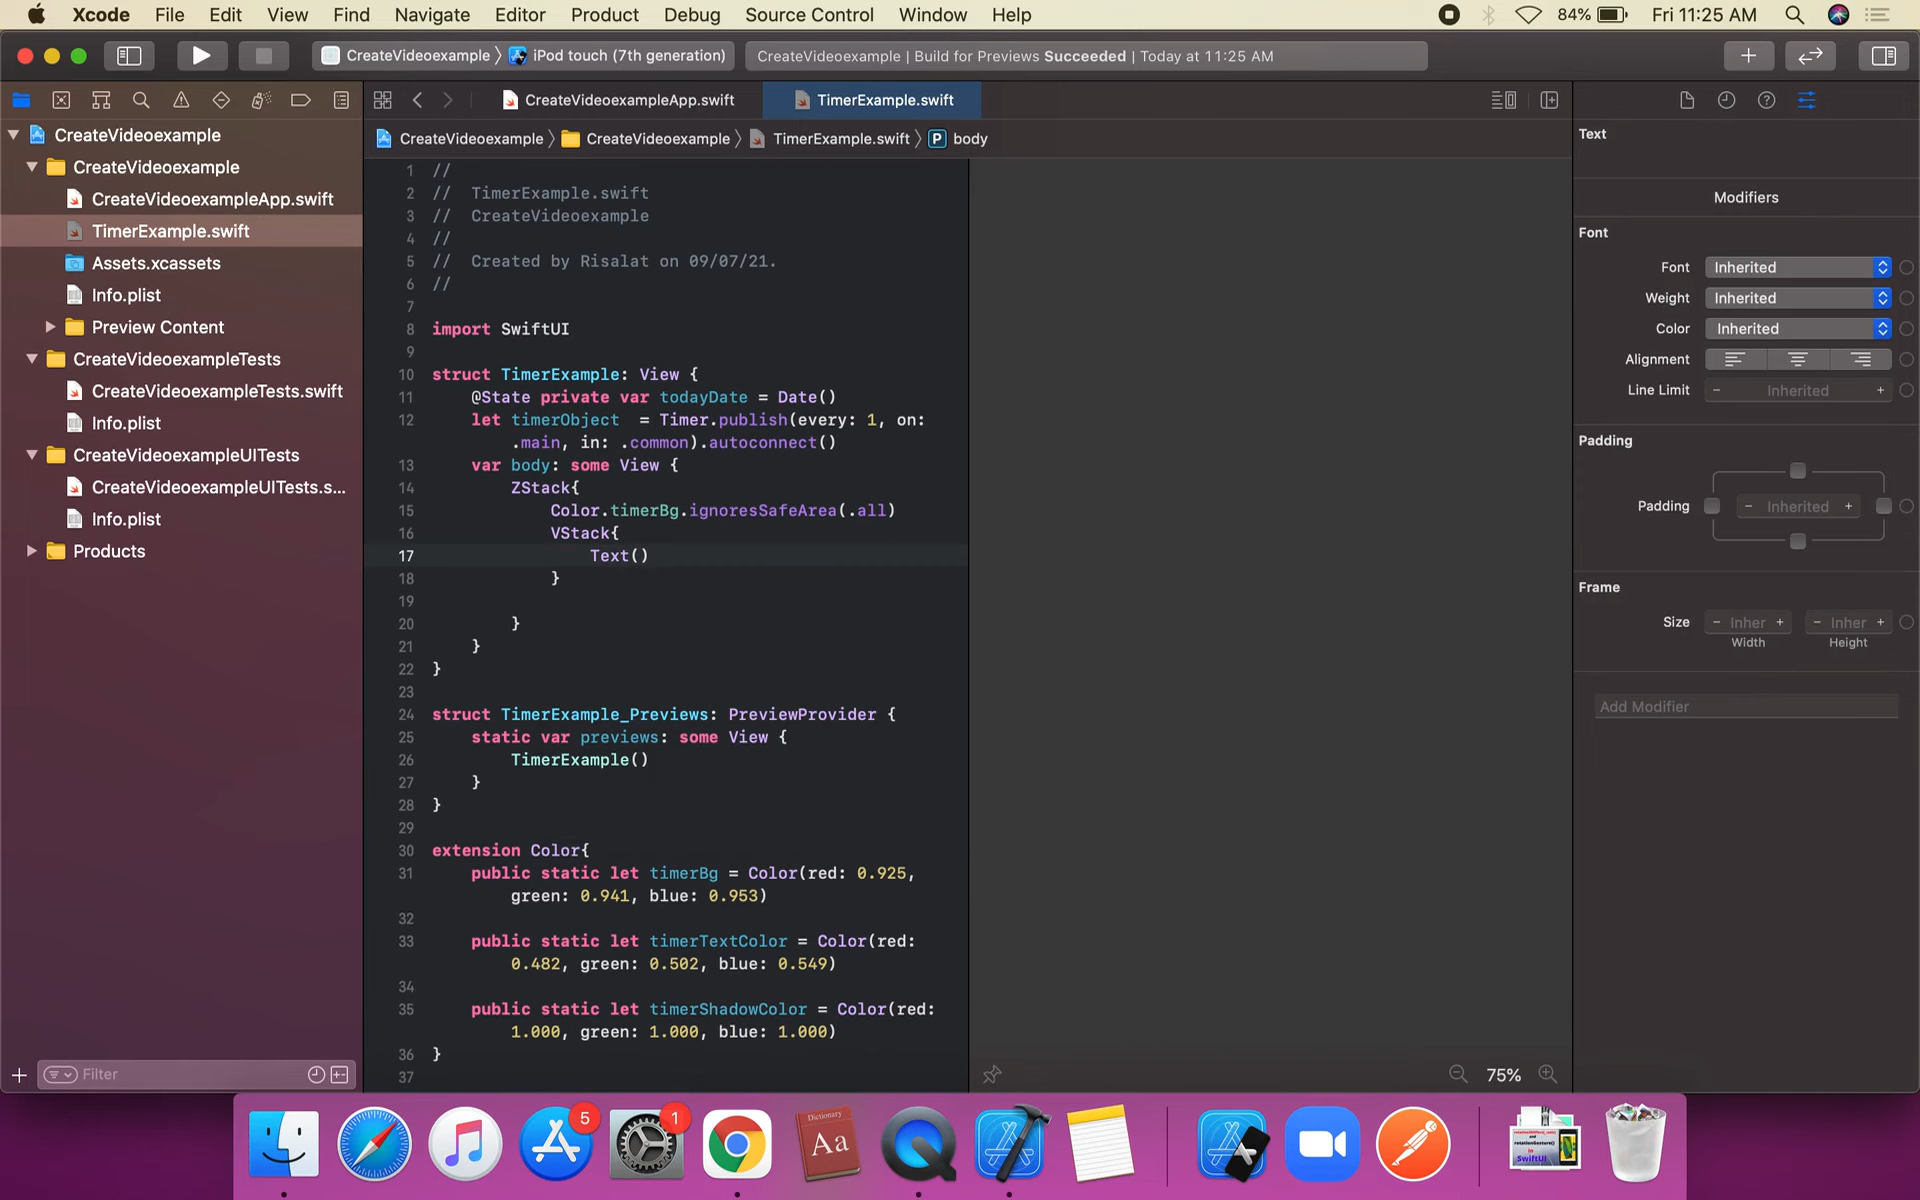 Xcode File Edit View Find Navigate Editor Product Debug Source Control Window Help 84% Fri 11:25 AM
CreateVideoexample iPod touch (7th generation) CreateVideoexample | Build for Previews Succeeded | Today at 11:25 AM
CreateVideoexampleApp.swift TimerExample.swift
CreateVideoexample CreateVideoexample TimerExample.swift P body
CreateVideoexample
CreateVideoexample
CreateVideoexampleApp.swift
TimerExample.swift
Assets.xcassets
Info.plist
Preview Content
CreateVideoexampleTests
CreateVideoexampleTests.swift
Info.plist
CreateVideoexampleUITests
CreateVideoexampleUITests.s...
Info.plist
Products
Filter
1 //
2 //  TimerExample.swift
3 //  CreateVideoexample
4 //
5 //  Created by Risalat on 09/07/21.
6 //
7
8 import SwiftUI
9
10 struct TimerExample: View {
11 @State private var todayDate = Date()
12 let timerObject  = Timer.publish(every: 1, on:
.main, in: .common).autoconnect()
13 var body: some View {
14 ZStack{
15 Color.timerBg.ignoresSafeArea(.all)
16 VStack{
17 Text()
18 }
19
20 }
21 }
22 }
23
24 struct TimerExample_Previews: PreviewProvider {
25 static var previews: some View {
26 TimerExample()
27 }
28 }
29
30 extension Color{
31 public static let timerBg = Color(red: 0.925,
green: 0.941, blue: 0.953)
32
33 public static let timerTextColor = Color(red:
0.482, green: 0.502, blue: 0.549)
34
35 public static let timerShadowColor = Color(red:
1.000, green: 1.000, blue: 1.000)
36 }
37
75%
Text
Modifiers
Font
Font Inherited
Weight Inherited
Color Inherited
Alignment
Line Limit − Inherited +
Padding
Padding − Inherited +
Frame
Size − Inher + − Inher +
Width Height
Add Modifier
5
1
Dictionary
Aa
and
rotationGesture()
in
SwiftUI